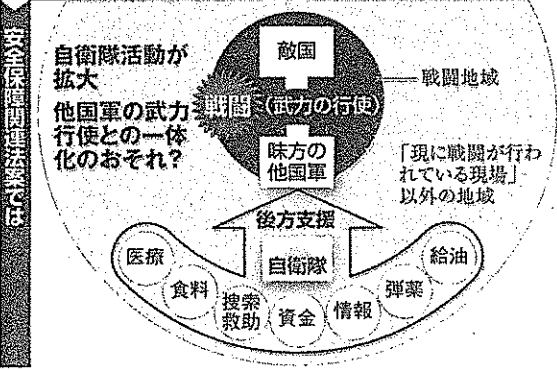 安全保障関連法案では
自衛隊活動が
拡大
他国軍の武力
行使との一体
化のおそれ？
敵国
戦闘（武力の行使）
味方の
他国軍
戦闘地域
「現に戦闘が行わ
れている現場」
以外の地域
後方支援
自衛隊
医療
食料
捜索
救助
資金
情報
弾薬
給油